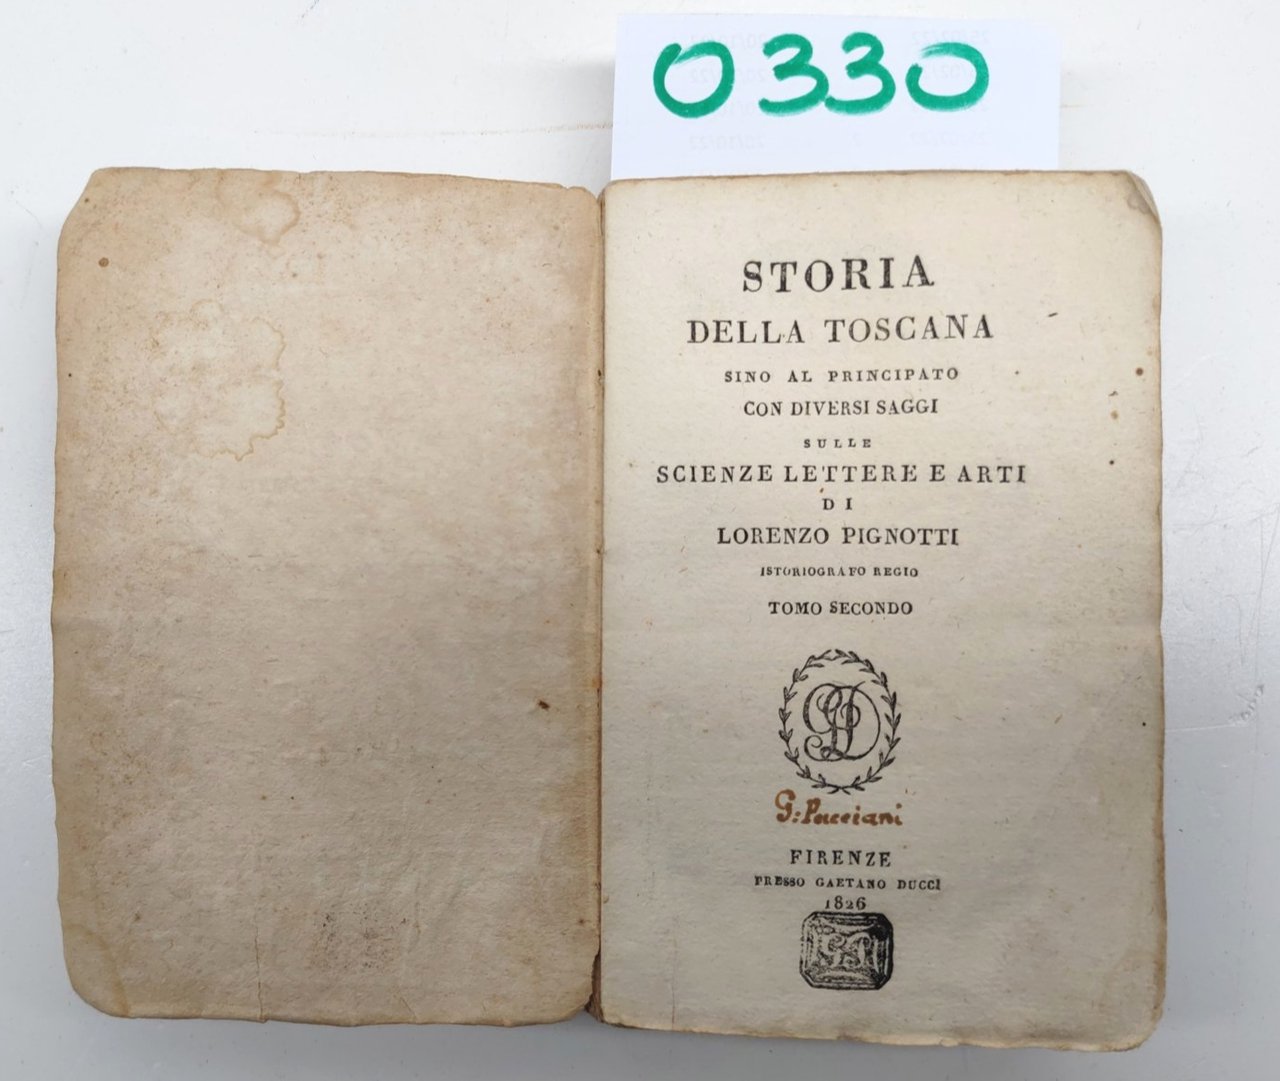 0330
STORIA
DELLA TOSCANA
SINO AL PRINCIPATO
CON DIVERSI SAGGI
SULLE
SCIENZE LETTERE E ARTI
DI
LORENZO PIGNOTTI
ISTORIOGRAFO REGIO
TOMO SECONDO
G: Pacciani
FIRENZE
PRESSO GAETANO DUCCI
1826